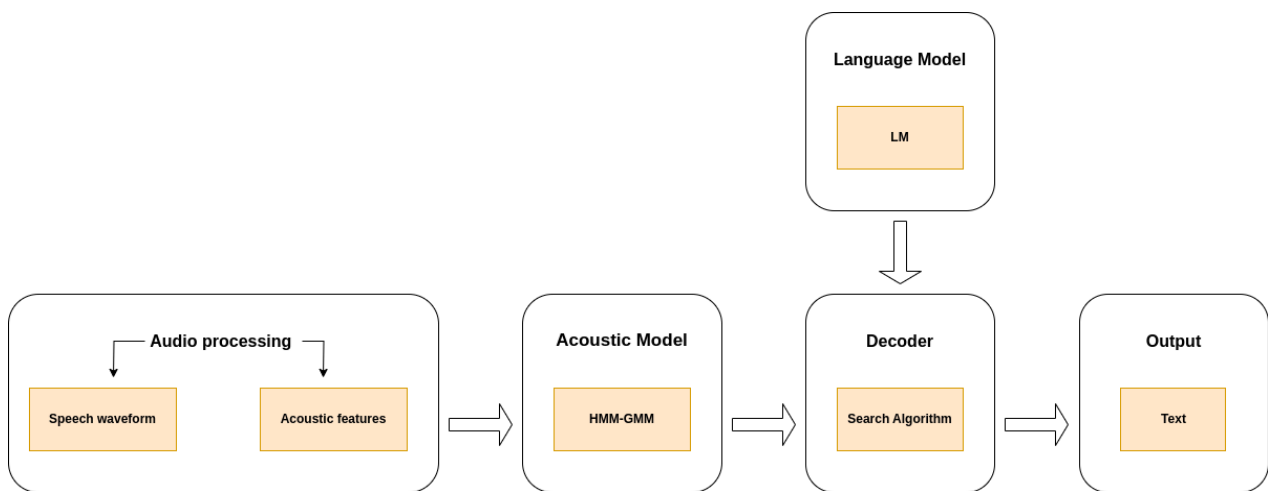 Language Model
LM
Audio processing
Speech waveform
Acoustic features
Acoustic Model
HMM-GMM
Decoder
Search Algorithm
Output
Text